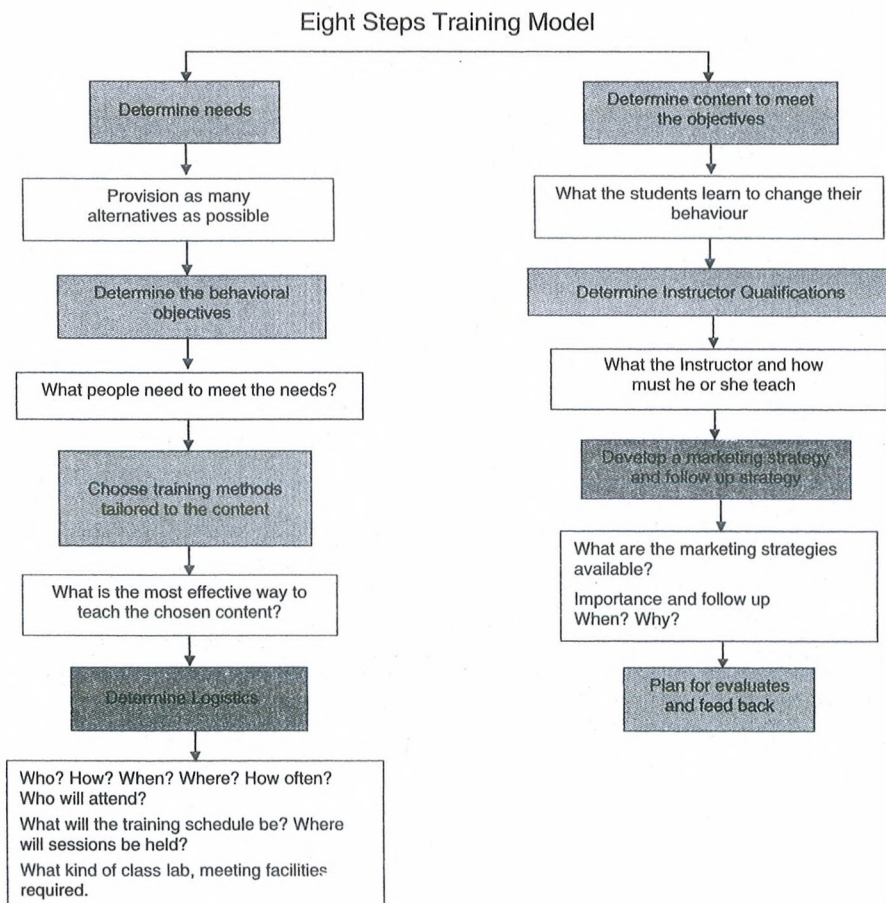 Eight Steps Training Model
Determine needs
Provision as many
alternatives as possible
Determine the behavioral
objectives
What people need to meet the needs?
Choose training methods
tailored to the content
What is the most effective way to
teach the chosen content?
Determine Logistics
Who? How? When? Where? How often?
Who will attend?
What will the training schedule be? Where
will sessions be held?
What kind of class lab, meeting facilities
required.
Determine content to meet
the objectives
What the students learn to change their
behaviour
Determine Instructor Qualifications
What the Instructor and how
must he or she teach
Develop a marketing strategy
and follow up strategy
What are the marketing strategies
available?
Importance and follow up
When? Why?
Plan for evaluates
and feed back